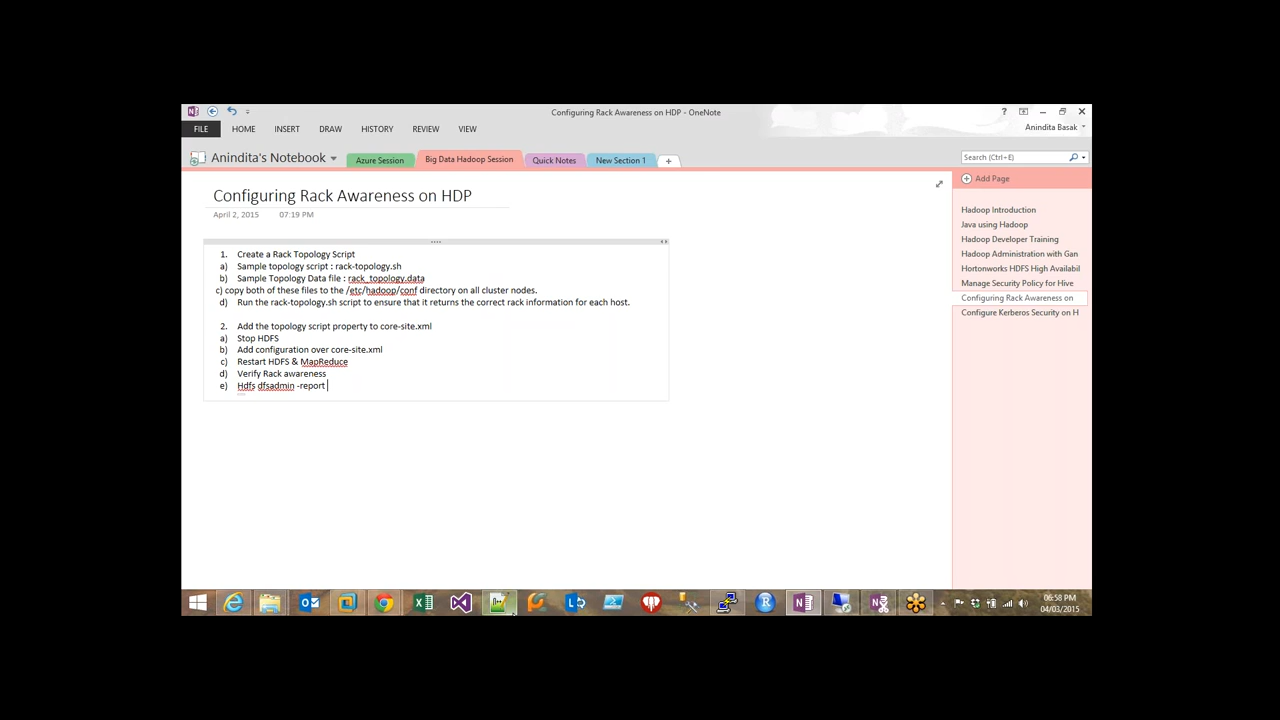 Configuring Rack Awareness on HDP - OneNote
?
Anindita Basak
FILE HOME INSERT DRAW HISTORY REVIEW VIEW
Anindita's Notebook
Azure Session
Big Data Hadoop Session
Quick Notes
New Section 1
+
Search (Ctrl+E)
Add Page
Configuring Rack Awareness on HDP
April 2, 2015 07:19 PM
1. Create a Rack Topology Script
a) Sample topology script : rack-topology.sh
b) Sample Topology Data file : rack_topology.data
c) copy both of these files to the /etc/hadoop/conf directory on all cluster nodes.
d) Run the rack-topology.sh script to ensure that it returns the correct rack information for each host.
2. Add the topology script property to core-site.xml
a) Stop HDFS
b) Add configuration over core-site.xml
c) Restart HDFS & MapReduce
d) Verify Rack awareness
e) Hdfs dfsadmin -report
Hadoop Introduction
Java using Hadoop
Hadoop Developer Training
Hadoop Administration with Gan
Hortonworks HDFS High Availabil
Manage Security Policy for Hive
Configuring Rack Awareness on
Configure Kerberos Security on H
06:58 PM
04/03/2015